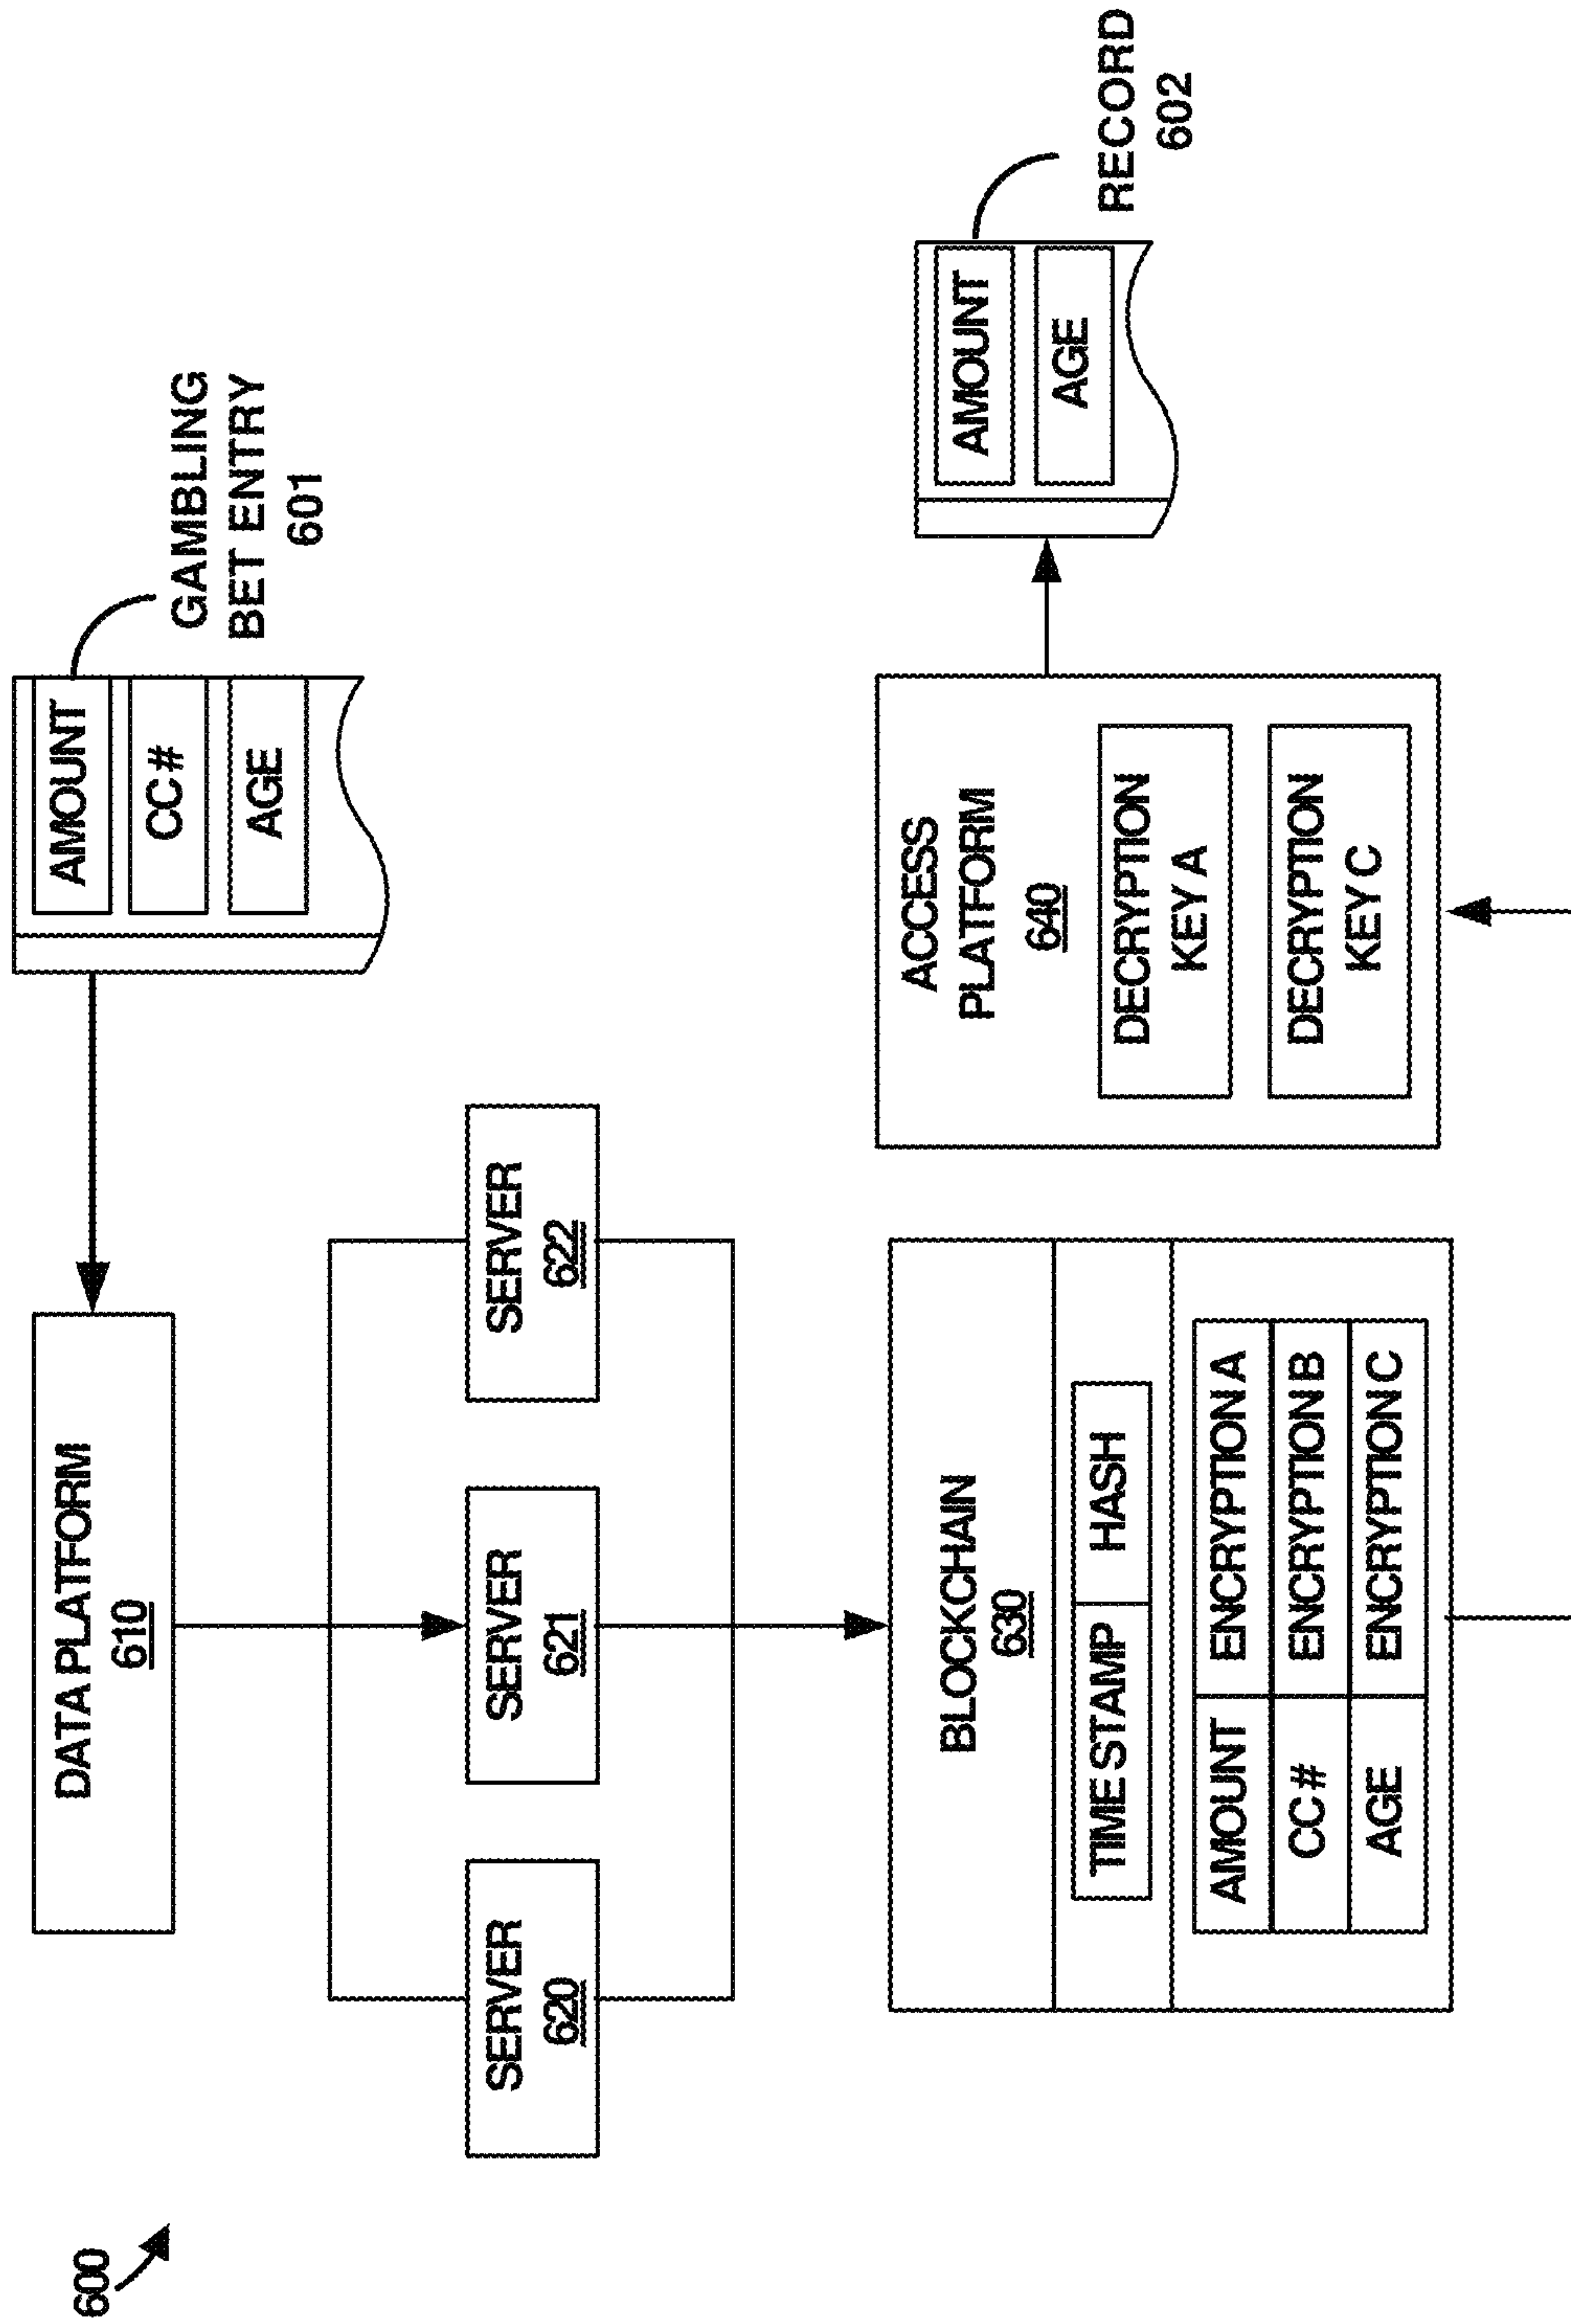 600
DATA PLATFORM
610
AMOUNT
CC #
AGE
GAMBLING
BET ENTRY
601
SERVER
620
SERVER
621
SERVER
622
BLOCKCHAIN
630
TIME STAMP
HASH
AMOUNT
ENCRYPTION A
CC #
ENCRYPTION B
AGE
ENCRYPTION C
ACCESS
PLATFORM
640
DECRYPTION
KEY A
DECRYPTION
KEY C
AMOUNT
AGE
RECORD
602